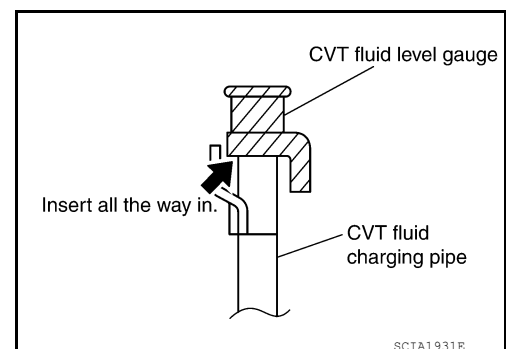 CVT fluid level gauge
Insert all the way in.
CVT fluid
charging pipe
SCIA1931E